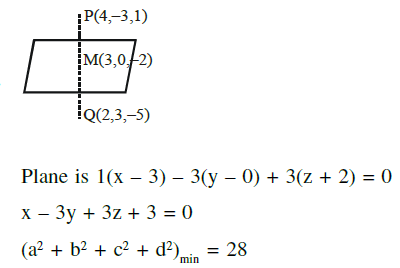 P(4,–3,1)
M(3,0,–2)
Q(2,3,–5)
Plane is 1(x – 3) – 3(y – 0) + 3(z + 2) = 0
x – 3y + 3z + 3 = 0
(a² + b² + c² + d²)min = 28